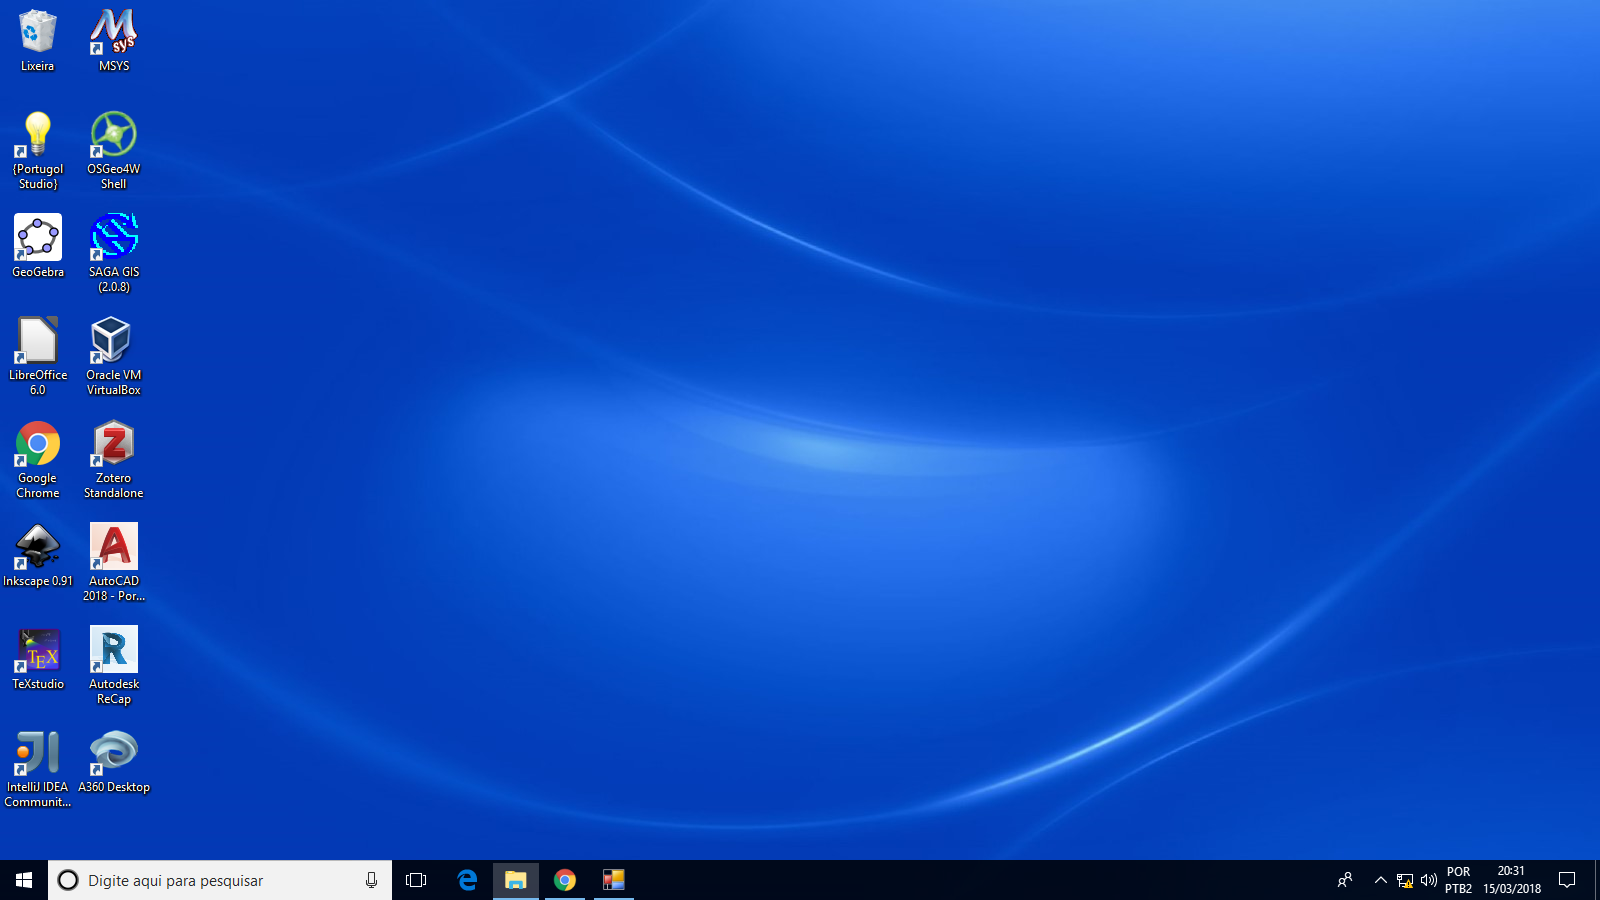 Lixeira
MSYS
{Portugol
Studio}
OSGeo4W
Shell
GeoGebra
SAGA GIS
(2.0.8)
LibreOffice
6.0
Oracle VM
VirtualBox
Google
Chrome
Zotero
Standalone
Inkscape 0.91
AutoCAD
2018 - Por...
TeXstudio
Autodesk
ReCap
IntelliJ IDEA
Communit...
A360 Desktop
Digite aqui para pesquisar
POR
PTB2
20:31
15/03/2018